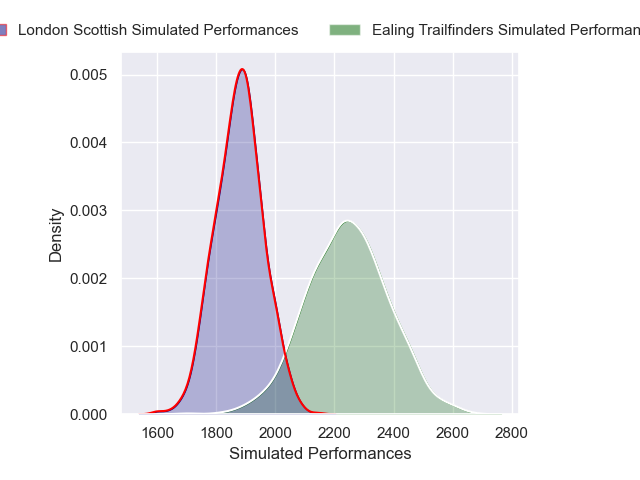 London Scottish Simulated Performances Ealing Trailfinders Simulated Performan
0.005
0.004
0.003
0.002
0.001
0.000
Density
1600 1800 2000 2200 2400 2600 2800
Simulated Performances